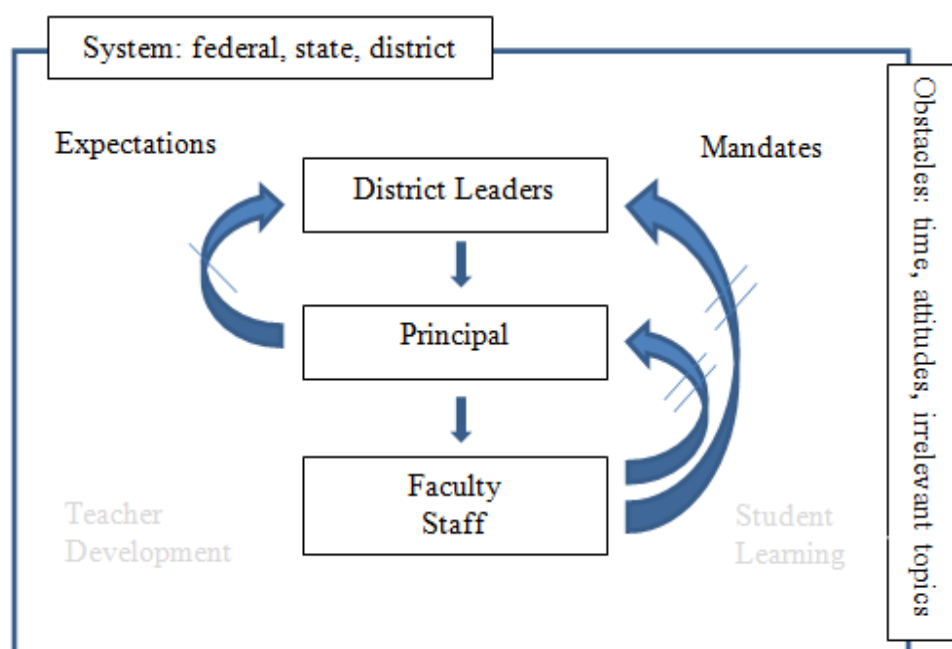 System: federal, state, district
Expectations
Mandates
District Leaders
Principal
Faculty
Staff
Teacher
Development
Student
Learning
Obstacles: time, attitudes, irrelevant topics